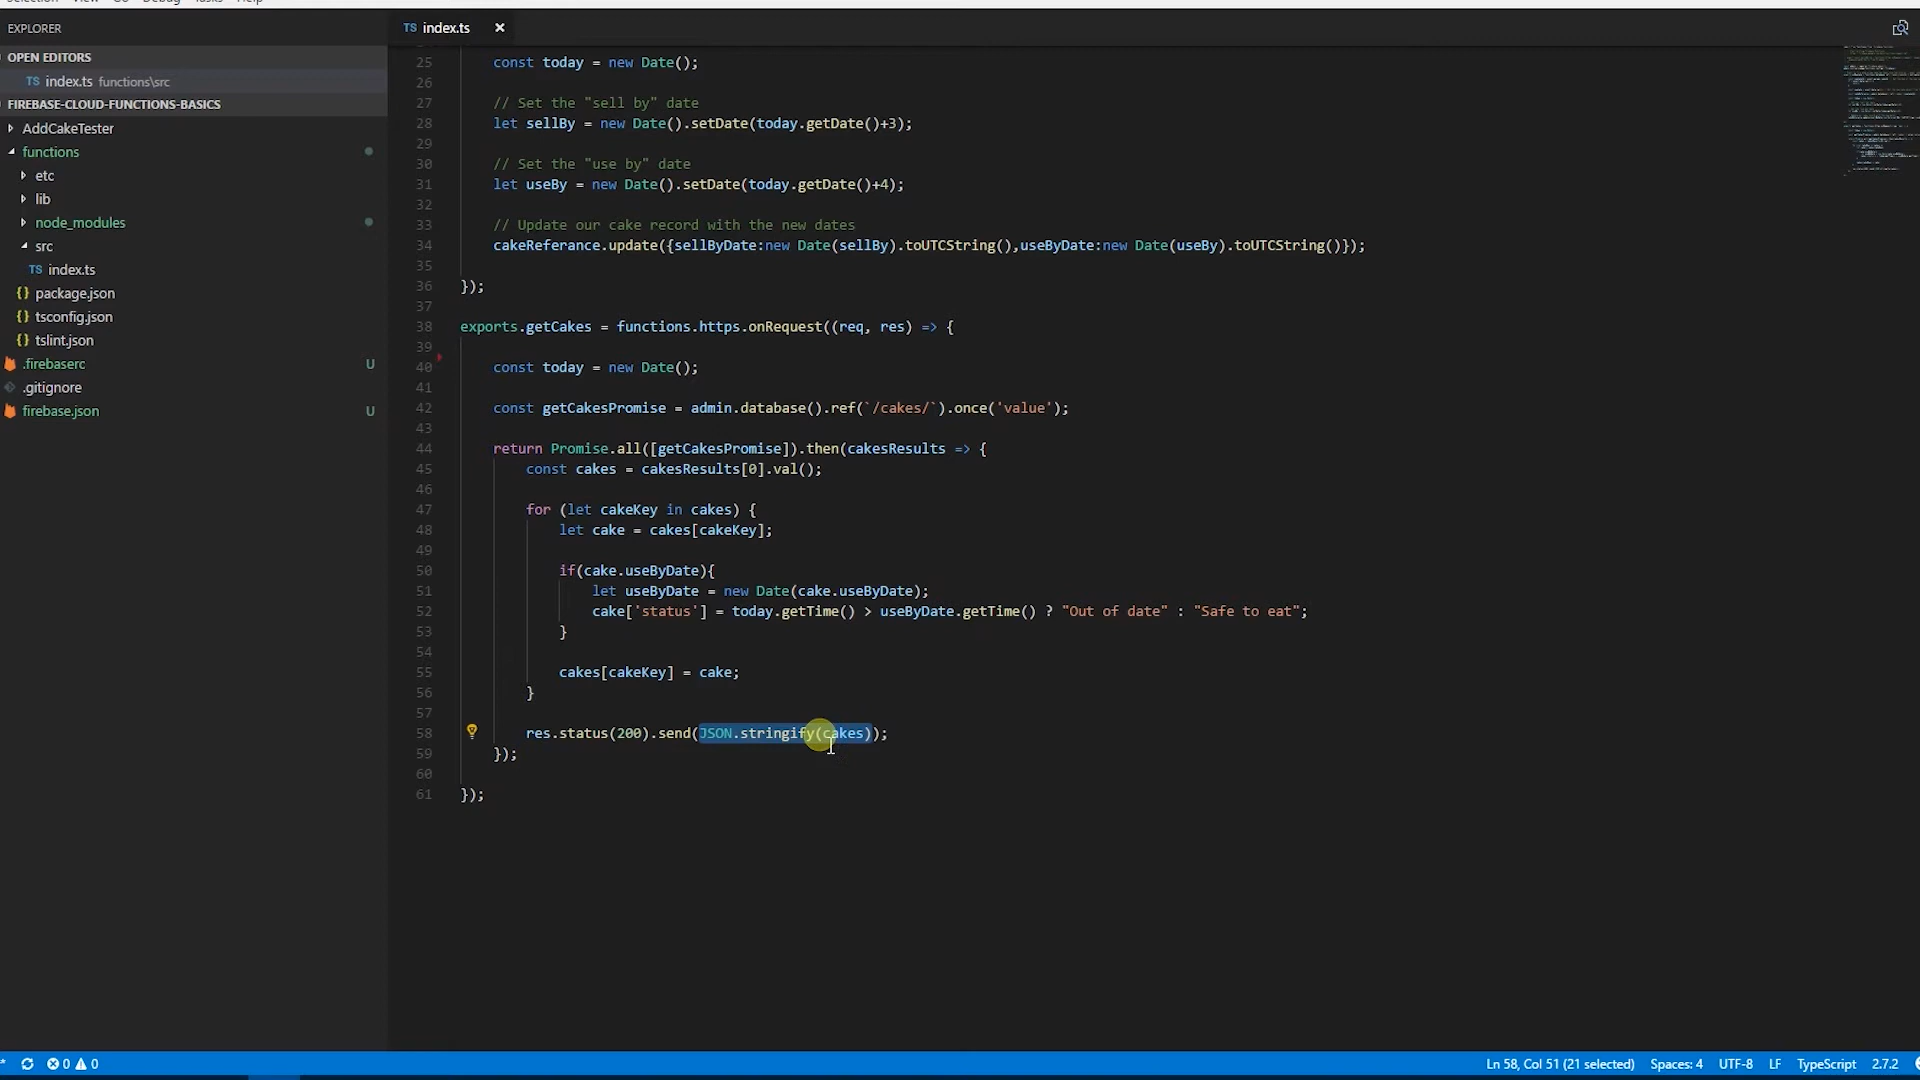 Selection View Go Debug Tasks Help
EXPLORER
OPEN EDITORS
TS index.ts functions\src
FIREBASE-CLOUD-FUNCTIONS-BASICS
AddCakeTester
functions
etc
lib
node_modules
src
TS index.ts
{} package.json
{} tsconfig.json
{} tslint.json
.firebaserc U
.gitignore
firebase.json U
TS index.ts ×
25 const today = new Date();
26
27 // Set the "sell by" date
28 let sellBy = new Date().setDate(today.getDate()+3);
29
30 // Set the "use by" date
31 let useBy = new Date().setDate(today.getDate()+4);
32
33 // Update our cake record with the new dates
34 cakeReferance.update({sellByDate:new Date(sellBy).toUTCString(),useByDate:new Date(useBy).toUTCString()});
35
36 });
37
38 exports.getCakes = functions.https.onRequest((req, res) => {
39
40 const today = new Date();
41
42 const getCakesPromise = admin.database().ref(`/cakes/`).once('value');
43
44 return Promise.all([getCakesPromise]).then(cakesResults => {
45 const cakes = cakesResults[0].val();
46
47 for (let cakeKey in cakes) {
48 let cake = cakes[cakeKey];
49
50 if(cake.useByDate){
51 let useByDate = new Date(cake.useByDate);
52 cake['status'] = today.getTime() > useByDate.getTime() ? "Out of date" : "Safe to eat";
53 }
54
55 cakes[cakeKey] = cake;
56 }
57
58 res.status(200).send(JSON.stringify(cakes));
59 });
60
61 });
0 0 Ln 58, Col 51 (21 selected) Spaces: 4 UTF-8 LF TypeScript 2.7.2